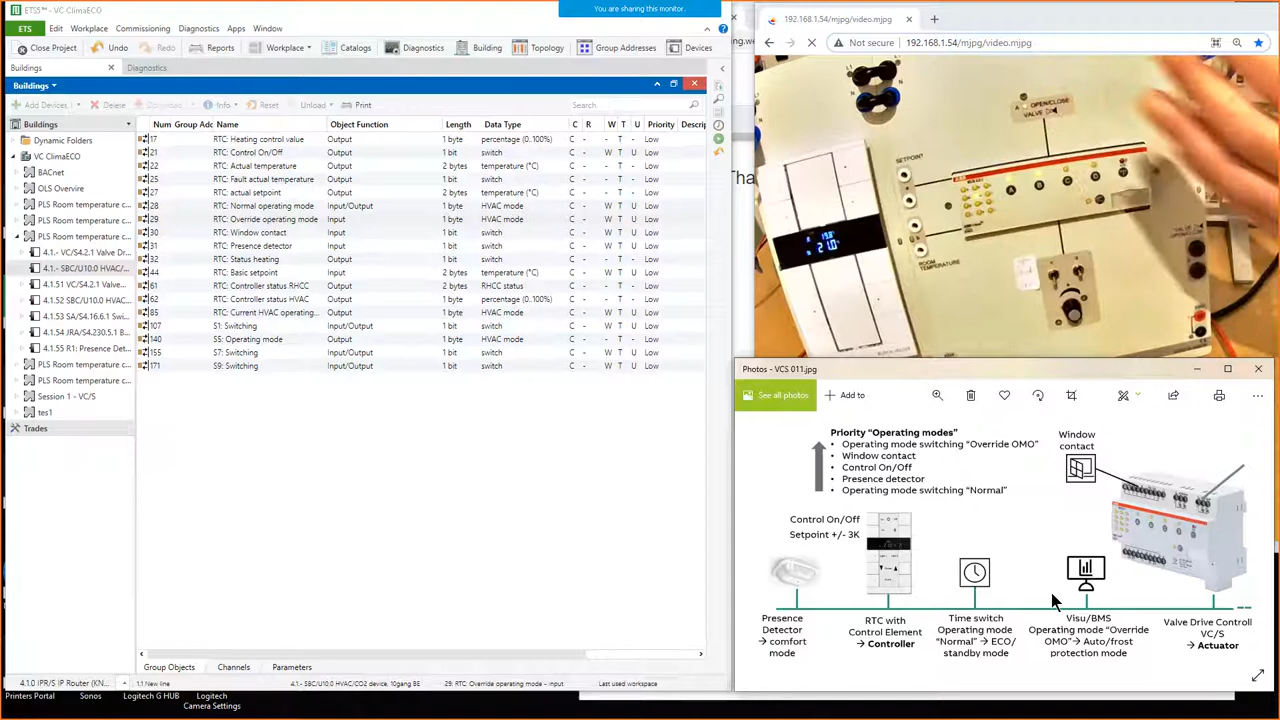 ETS5™ - VC ClimaECO
You are sharing this monitor.
ETS Edit Workplace Commissioning Diagnostics Apps Window
Close Project Undo Redo Reports Workplace Catalogs Diagnostics Building Topology Group Addresses Devices
Buildings Diagnostics
Buildings
Add Devices Delete Download Info Reset Unload Print Search
Buildings
Dynamic Folders
VC ClimaECO
BACnet
OLS Overvire
PLS Room temperature c...
PLS Room temperature c...
PLS Room temperature c...
4.1.- VC/S4.2.1 Valve Dr...
4.1.- SBC/U10.0 HVAC/...
4.1.51 VC/S4.2.1 Valve...
4.1.52 SBC/U10.0 HVAC...
4.1.53 SA/S4.16.6.1 Swit...
4.1.54 JRA/S4.230.5.1 B...
4.1.55 R1: Presence Det...
PLS Room temperature c...
PLS Room temperature c...
Session 1 - VC/S
tes1
Trades
Num Group Adc Name Object Function Length Data Type C R W T U Priority Descrip
17 RTC: Heating control value Output 1 byte percentage (0..100%) C - - T - Low
21 RTC: Control On/Off Output 1 bit switch C - W T U Low
22 RTC: Actual temperature Output 2 bytes temperature (°C) C - - T - Low
25 RTC: Fault actual temperature Output 1 bit switch C - - T - Low
27 RTC: actual setpoint Output 2 bytes temperature (°C) C - - T - Low
28 RTC: Normal operating mode Input/Output 1 byte HVAC mode C - W T U Low
29 RTC: Override operating mode Input 1 byte HVAC mode C - W T U Low
30 RTC: Window contact Input 1 bit switch C - W T U Low
31 RTC: Presence detector Input 1 bit switch C - W T U Low
32 RTC: Status heating Output 1 bit switch C - - T - Low
44 RTC: Basic setpoint Input 2 bytes temperature (°C) C - W T U Low
61 RTC: Controller status RHCC Output 2 bytes RHCC status C - - T - Low
62 RTC: Controller status HVAC Output 1 byte percentage (0..100%) C - - T - Low
85 RTC: Current HVAC operating... Output 1 byte HVAC mode C - - T - Low
107 S1: Switching Input/Output 1 bit switch C - W T U Low
140 S5: Operating mode Input/Output 1 byte HVAC mode C - W T U Low
155 S7: Switching Input/Output 1 bit switch C - W T U Low
171 S9: Switching Input/Output 1 bit switch C - W T U Low
Group Objects Channels Parameters
4.1.0 IPR/S IP Router (KN... 1.1 New line 4.1.- SBC/U10.0 HVAC/CO2 device, 10gang BE 29: RTC: Override operating mode - Input Last used workspace
Printers Portal Sonos Logitech G HUB Logitech Camera Settings
192.168.1.54/mjpg/video.mjpg
Not secure 192.168.1.54/mjpg/video.mjpg
Tha
OPEN/CLOSE
SETPOINT
ROOM
TEMPERATURE
ABB
A B C D
19.8°
21.0°
Photos - VCS 011.jpg
See all photos Add to
Priority “Operating modes”
• Operating mode switching “Override OMO”
• Window contact
• Control On/Off
• Presence detector
• Operating mode switching “Normal”
Window
contact
Control On/Off
Setpoint +/- 3K
Presence
Detector
→ comfort
mode
RTC with
Control Element
→ Controller
Time switch
Operating mode
“Normal” → ECO/
standby mode
Visu/BMS
Operating mode “Override
OMO”→ Auto/frost
protection mode
Valve Drive Controll
VC/S
→ Actuator